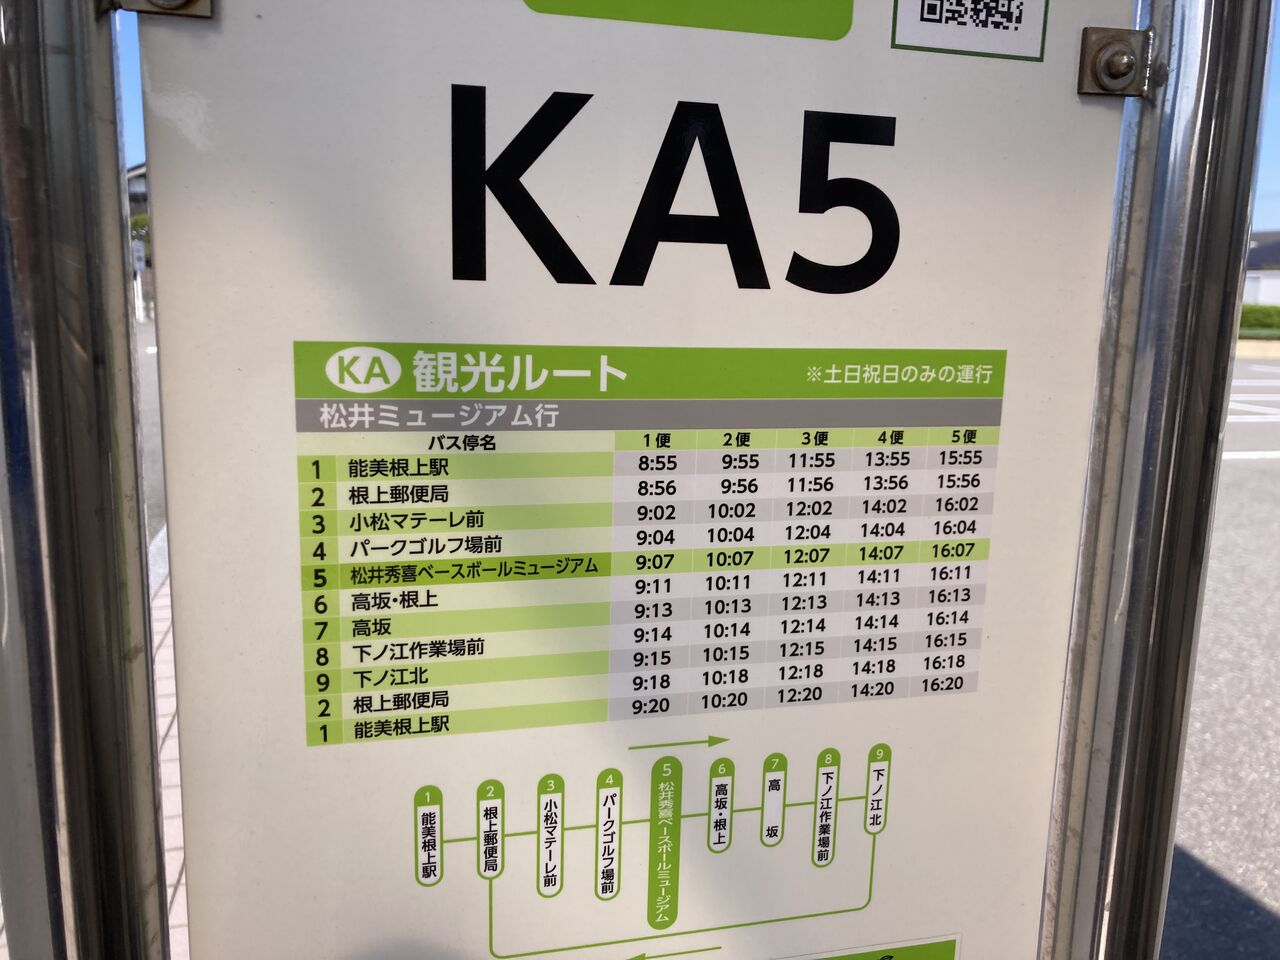 KA5
KA 観光ルート ※土日祝日のみの運行
松井ミュージアム行
バス停名 1便 2便 3便 4便 5便
1 能美根上駅 8:55 9:55 11:55 13:55 15:55
2 根上郵便局 8:56 9:56 11:56 13:56 15:56
3 小松マテーレ前 9:02 10:02 12:02 14:02 16:02
4 パークゴルフ場前 9:04 10:04 12:04 14:04 16:04
5 松井秀喜ベースボールミュージアム 9:07 10:07 12:07 14:07 16:07
6 高坂・根上 9:11 10:11 12:11 14:11 16:11
7 高坂 9:13 10:13 12:13 14:13 16:13
8 下ノ江作業場前 9:14 10:14 12:14 14:14 16:14
9 下ノ江北 9:15 10:15 12:15 14:15 16:15
2 根上郵便局 9:18 10:18 12:18 14:18 16:18
1 能美根上駅 9:20 10:20 12:20 14:20 16:20
1 能美根上駅
2 根上郵便局
3 小松マテーレ前
4 パークゴルフ場前
5 松井秀喜ベースボールミュージアム
6 高坂・根上
7 高坂
8 下ノ江作業場前
9 下ノ江北